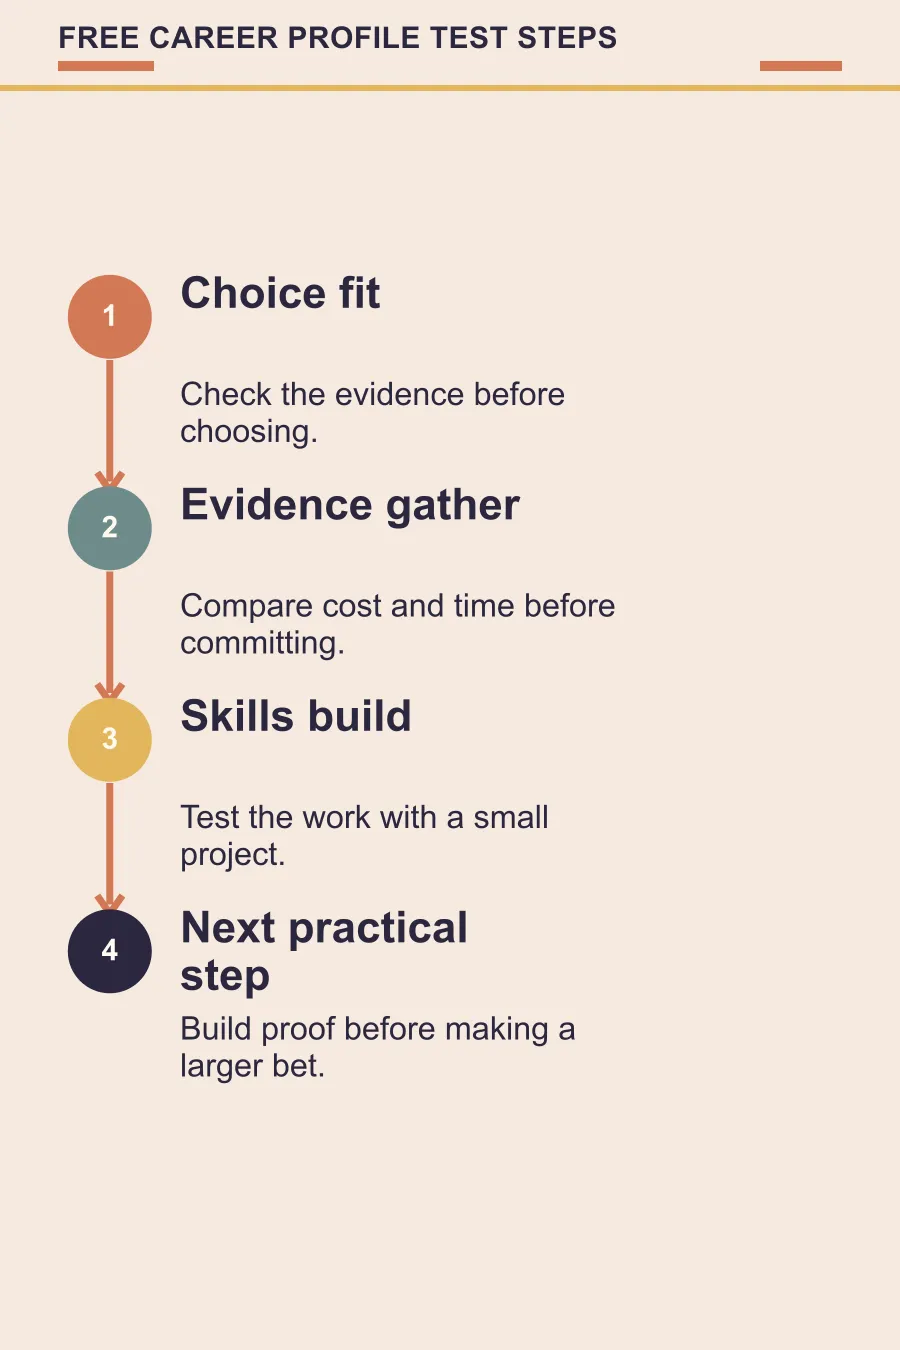 FREE CAREER PROFILE TEST STEPS
1
Choice fit
Check the evidence before
choosing.
2
Evidence gather
Compare cost and time before
committing.
3
Skills build
Test the work with a small
project.
4
Next practical
step
Build proof before making a
larger bet.